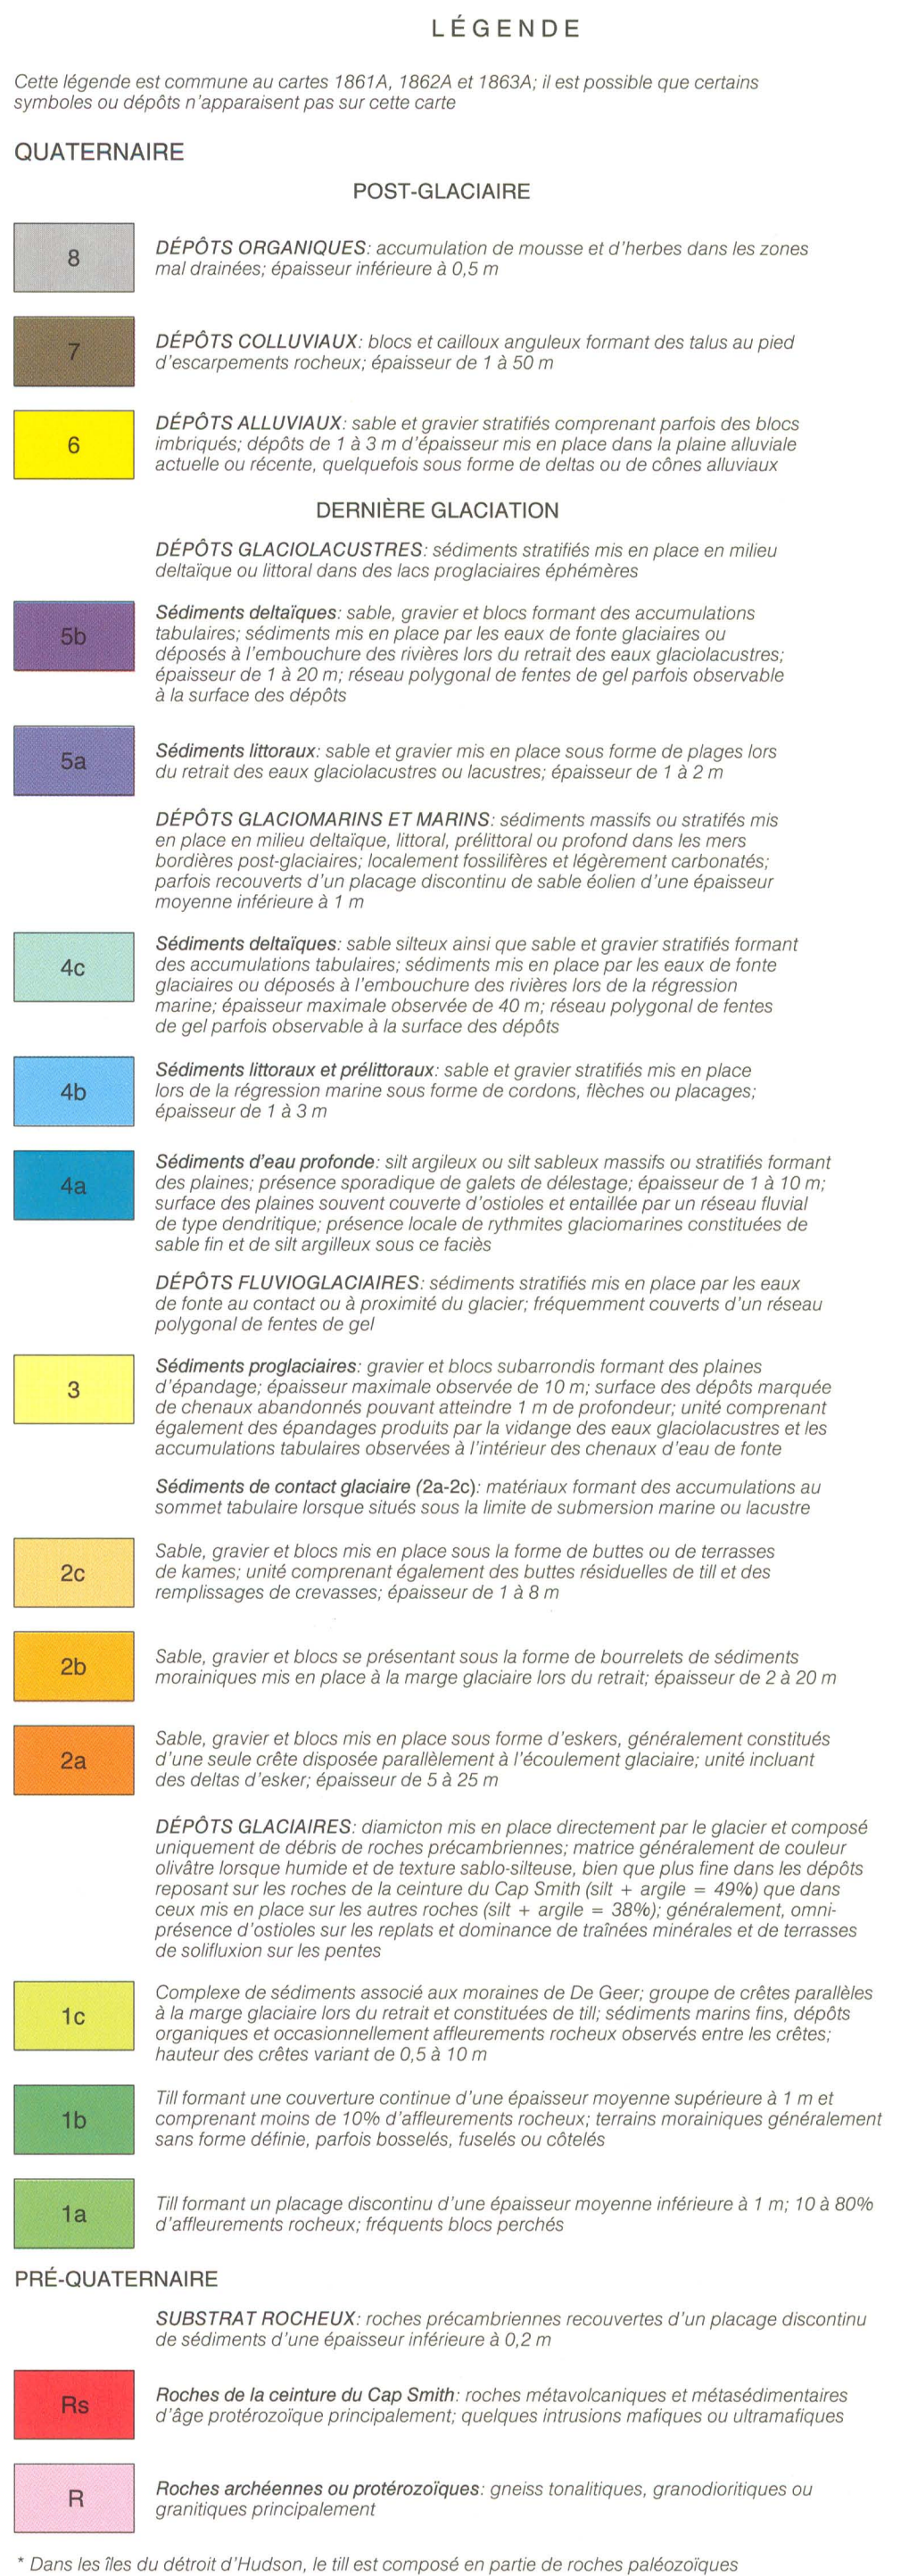 LÉGENDE
Cette légende est commune au cartes 1861A, 1862A et 1863A; il est possible que certains
symboles ou dépôts n'apparaisent pas sur cette carte
QUATERNAIRE
POST-GLACIAIRE
8
DÉPÔTS ORGANIQUES: accumulation de mousse et d'herbes dans les zones
mal drainées; épaisseur inférieure à 0,5 m
7
DÉPÔTS COLLUVIAUX: blocs et cailloux anguleux formant des talus au pied
d'escarpements rocheux; épaisseur de 1 à 50 m
6
DÉPÔTS ALLUVIAUX: sable et gravier stratifiés comprenant parfois des blocs
imbriqués; dépôts de 1 à 3 m d'épaisseur mis en place dans la plaine alluviale
actuelle ou récente, quelquefois sous forme de deltas ou de cônes alluviaux
DERNIÈRE GLACIATION
DÉPÔTS GLACIOLACUSTRES: sédiments stratifiés mis en place en milieu
deltaïque ou littoral dans des lacs proglaciaires éphémères
5b
Sédiments deltaïques: sable, gravier et blocs formant des accumulations
tabulaires; sédiments mis en place par les eaux de fonte glaciaires ou
déposés à l'embouchure des rivières lors du retrait des eaux glaciolacustres;
épaisseur de 1 à 20 m; réseau polygonal de fentes de gel parfois observable
à la surface des dépôts
5a
Sédiments littoraux: sable et gravier mis en place sous forme de plages lors
du retrait des eaux glaciolacustres ou lacustres; épaisseur de 1 à 2 m
DÉPÔTS GLACIOMARINS ET MARINS: sédiments massifs ou stratifés mis
en place en milieu deltaïque, littoral, prélittoral ou profond dans les mers
bordières post-glaciaires; localement fossilifères et légèrement carbonatés;
parfois recouverts d'un placage discontinu de sable éolien d'une épaisseur
moyenne inférieure à 1 m
4c
Sédiments deltaïques: sable silteux ainsi que sable et gravier stratifiés formant
des accumulations tabulaires; sédiments mis en place par les eaux de fonte
glaciaires ou déposés à l'embouchure des rivières lors de la régression
marine; épaisseur maximale observée de 40 m; réseau polygonal de fentes
de gel parfois observable à la surface des dépôts
4b
Sédiments littoraux et prélittoraux: sable et gravier stratifiés mis en place
lors de la régression marine sous forme de cordons, flèches ou placages;
épaisseur de 1 à 3 m
4a
Sédiments d'eau profonde: silt argileux ou silt sableux massifs ou stratifiés formant
des plaines; présence sporadique de galets de délestage; épaisseur de 1 à 10 m;
surface des plaines souvent couverte d'ostioles et entaillée par un réseau fluvial
de type dendritique; présence locale de rythmites glaciomarines constituées de
sable fin et de silt argilleux sous ce faciès
DÉPÔTS FLUVIOGLACIAIRES: sédiments stratifiés mis en place par les eaux
de fonte au contact ou à proximité du glacier; fréquemment couverts d'un réseau
polygonal de fentes de gel
3
Sédiments proglaciaires: gravier et blocs subarrondis formant des plaines
d'épandage; épaisseur maximale observée de 10 m; surface des dépôts marquée
de chenaux abandonnés pouvant atteindre 1 m de profondeur; unité comprenant
également des épandages produits par la vidange des eaux glaciolacustres et les
accumulations tabulaires observées à l'intérieur des chenaux d'eau de fonte
Sédiments de contact glaciaire (2a-2c): matériaux formant des accumulations au
sommet tabulaire lorsque situés sous la limite de submersion marine ou lacustre
2c
Sable, gravier et blocs mis en place sous la forme de buttes ou de terrasses
de kames; unité comprenant également des buttes résiduelles de till et des
remplissages de crevasses; épaisseur de 1 à 8 m
2b
Sable, gravier et blocs se présentant sous la forme de bourrelets de sédiments
morainiques mis en place à la marge glaciaire lors du retrait; épaisseur de 2 à 20 m
2a
Sable, gravier et blocs mis en place sous forme d'eskers, généralement constitués
d'une seule crête disposée parallèlement à l'écoulement glaciaire; unité incluant
des deltas d'esker; épaisseur de 5 à 25 m
DÉPÔTS GLACIAIRES: diamicton mis en place directement par le glacier et composé
uniquement de débris de roches précambriennes; matrice généralement de couleur
olivâtre lorsque humide et de texture sablo-silteuse, bien que plus fine dans les dépôts
reposant sur les roches de la ceinture du Cap Smith (silt + argile = 49%) que dans
ceux mis en place sur les autres roches (silt + argile = 38%); généralement, omni-
présence d'ostioles sur les replats et dominance de traînées minérales et de terrasses
de solifluxion sur les pentes
1c
Complexe de sédiments associé aux moraines de De Geer; groupe de crêtes parallèles
à la marge glaciaire lors du retrait et constituées de till; sédiments marins fins, dépôts
organiques et occasionnellement affleurements rocheux observés entre les crêtes;
hauteur des crêtes variant de 0,5 à 10 m
1b
Till formant une couverture continue d'une épaisseur moyenne supérieure à 1 m et
comprenant moins de 10% d'affleurements rocheux; terrains morainiques généralement
sans forme définie, parfois bosselés, fuselés ou côtelés
1a
Till formant un placage discontinu d'une épaisseur moyenne inférieure à 1 m; 10 à 80%
d'affleurements rocheux; fréquents blocs perchés
PRÉ-QUATERNAIRE
SUBSTRAT ROCHEUX: roches précambriennes recouvertes d'un placage discontinu
de sédiments d'une épaisseur inférieure à 0,2 m
Rs
Roches de la ceinture du Cap Smith: roches métavolcaniques et métasédimentaires
d'âge protérozoïque principalement; quelques intrusions mafiques ou ultramafiques
R
Roches archéennes ou protérozoïques: gneiss tonalitiques, granodioritiques ou
granitiques principalement
* Dans les îles du détroit d'Hudson, le till est composé en partie de roches paléozoïques